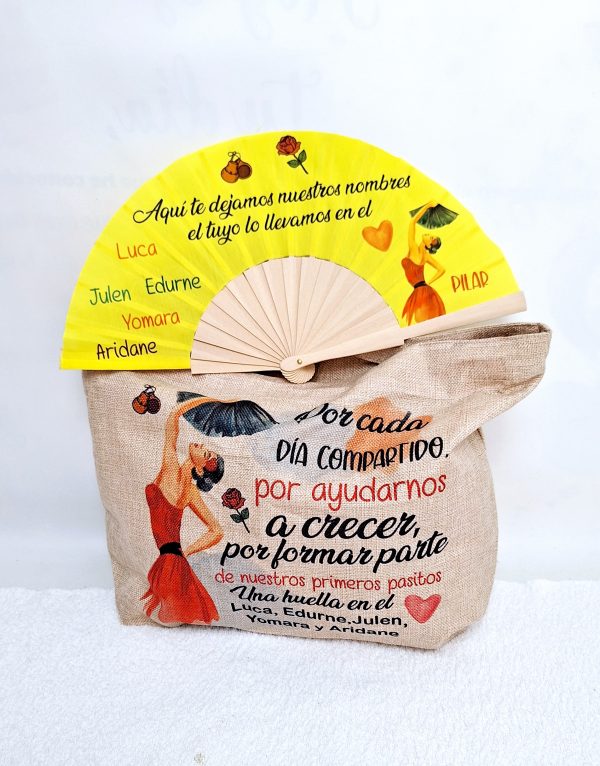 Aquí te dejamos nuestros nombres
el tuyo lo llevamos en el
Luca
Julen Edurne
Yomara
Aridane
PILAR
Por cada
DÍA COMPARTIDO.
por ayudarnos
a crecer,
por formar parte
de nuestros primeros pasitos
Una huella en el
Luca, Edurne,Julen,
Yomara y Aridane